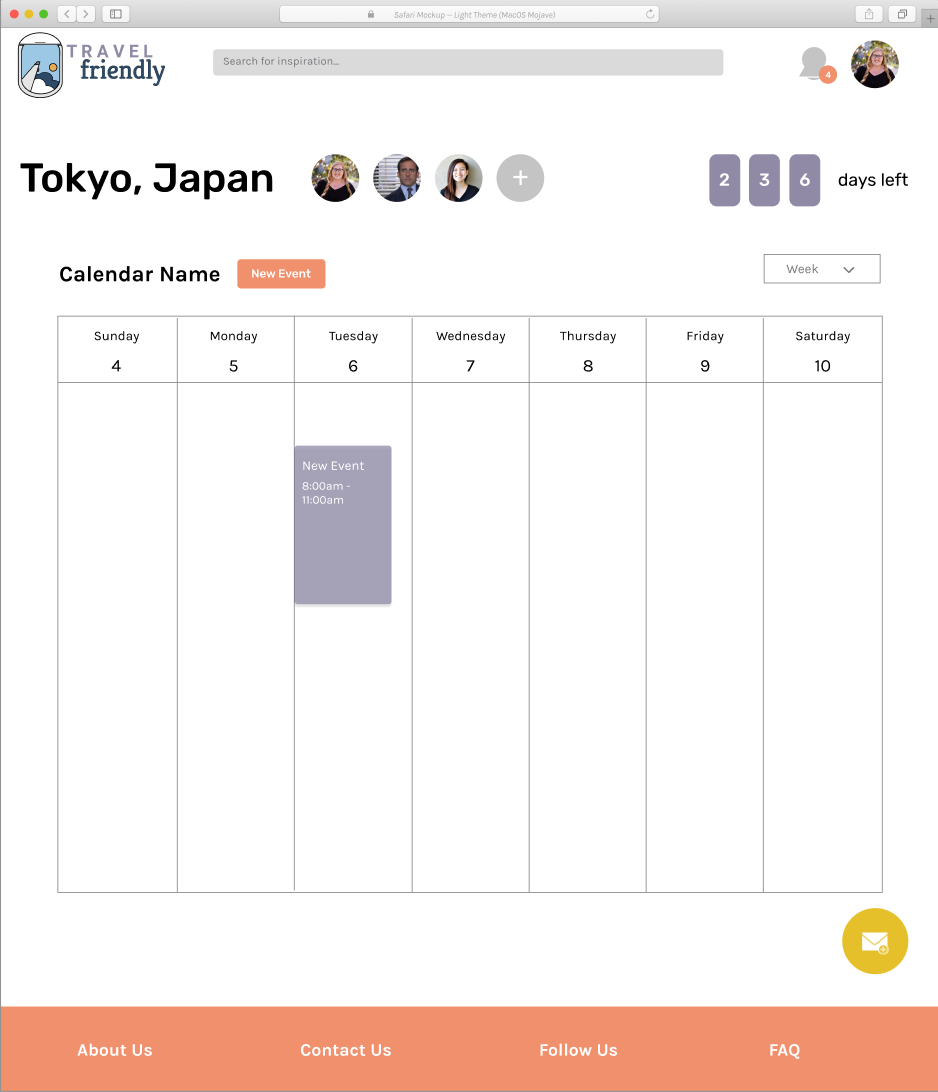 Safari Mockup – Light Theme (MacOS Mojave)
TRAVEL
friendly
Search for inspiration...
4
Tokyo, Japan
+
2 3 6 days left
Calendar Name
New Event
Week
Sunday Monday Tuesday Wednesday Thursday Friday Saturday
4 5 6 7 8 9 10
New Event
8:00am -
11:00am
About Us Contact Us Follow Us FAQ